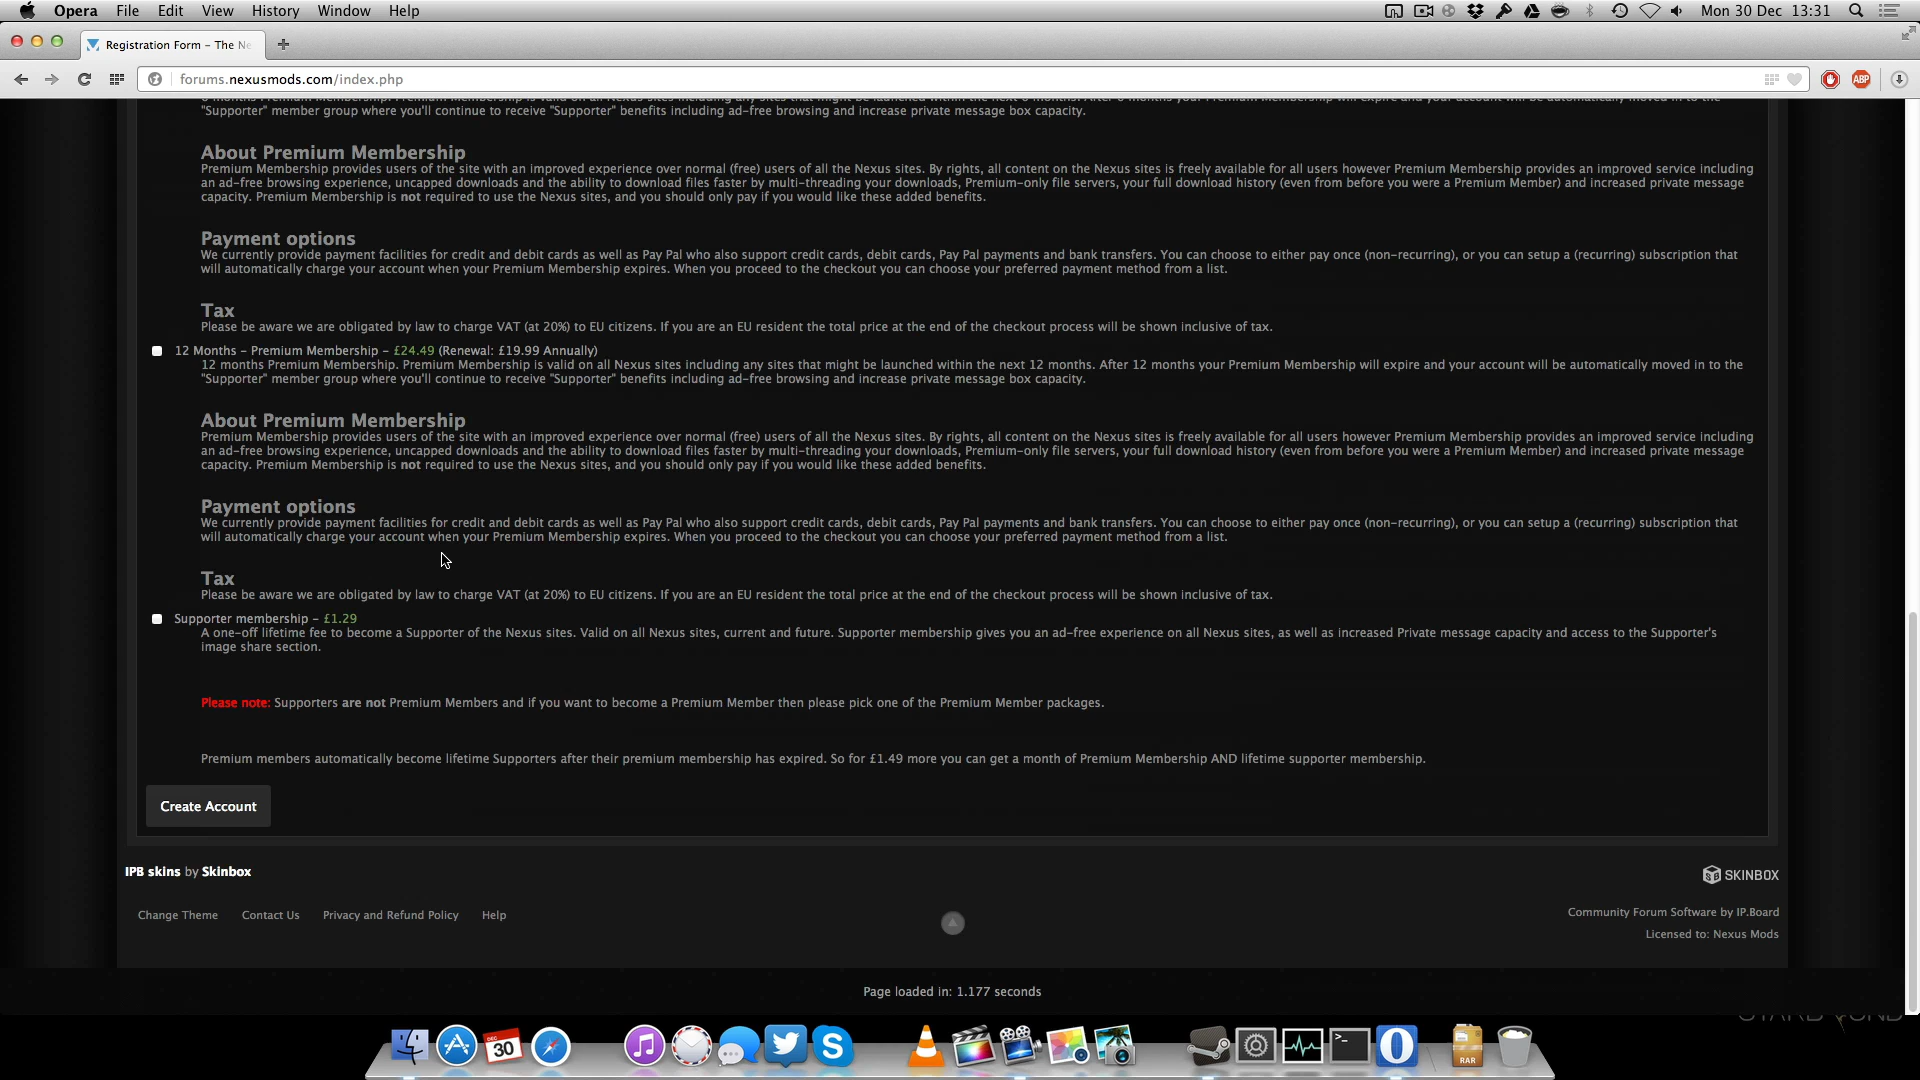 Opera File Edit View History Window Help Mon 30 Dec 13:31
Registration Form – The Ne
forums.nexusmods.com/index.php ABP
"Supporter" member group where you'll continue to receive "Supporter" benefits including ad-free browsing and increase private message box capacity.
About Premium Membership
Premium Membership provides users of the site with an improved experience over normal (free) users of all the Nexus sites. By rights, all content on the Nexus sites is freely available for all users however Premium Membership provides an improved service including
an ad-free browsing experience, uncapped downloads and the ability to download files faster by multi-threading your downloads, Premium-only file servers, your full download history (even from before you were a Premium Member) and increased private message
capacity. Premium Membership is not required to use the Nexus sites, and you should only pay if you would like these added benefits.
Payment options
We currently provide payment facilities for credit and debit cards as well as Pay Pal who also support credit cards, debit cards, Pay Pal payments and bank transfers. You can choose to either pay once (non-recurring), or you can setup a (recurring) subscription that
will automatically charge your account when your Premium Membership expires. When you proceed to the checkout you can choose your preferred payment method from a list.
Tax
Please be aware we are obligated by law to charge VAT (at 20%) to EU citizens. If you are an EU resident the total price at the end of the checkout process will be shown inclusive of tax.
12 Months – Premium Membership – £24.49 (Renewal: £19.99 Annually)
12 months Premium Membership. Premium Membership is valid on all Nexus sites including any sites that might be launched within the next 12 months. After 12 months your Premium Membership will expire and your account will be automatically moved in to the
"Supporter" member group where you'll continue to receive "Supporter" benefits including ad-free browsing and increase private message box capacity.
About Premium Membership
Premium Membership provides users of the site with an improved experience over normal (free) users of all the Nexus sites. By rights, all content on the Nexus sites is freely available for all users however Premium Membership provides an improved service including
an ad-free browsing experience, uncapped downloads and the ability to download files faster by multi-threading your downloads, Premium-only file servers, your full download history (even from before you were a Premium Member) and increased private message
capacity. Premium Membership is not required to use the Nexus sites, and you should only pay if you would like these added benefits.
Payment options
We currently provide payment facilities for credit and debit cards as well as Pay Pal who also support credit cards, debit cards, Pay Pal payments and bank transfers. You can choose to either pay once (non-recurring), or you can setup a (recurring) subscription that
will automatically charge your account when your Premium Membership expires. When you proceed to the checkout you can choose your preferred payment method from a list.
Tax
Please be aware we are obligated by law to charge VAT (at 20%) to EU citizens. If you are an EU resident the total price at the end of the checkout process will be shown inclusive of tax.
Supporter membership – £1.29
A one-off lifetime fee to become a Supporter of the Nexus sites. Valid on all Nexus sites, current and future. Supporter membership gives you an ad-free experience on all Nexus sites, as well as increased Private message capacity and access to the Supporter's
image share section.
Please note: Supporters are not Premium Members and if you want to become a Premium Member then please pick one of the Premium Member packages.
Premium members automatically become lifetime Supporters after their premium membership has expired. So for £1.49 more you can get a month of Premium Membership AND lifetime supporter membership.
Create Account
IPB skins by Skinbox
SKINBOX
Change Theme Contact Us Privacy and Refund Policy Help
Community Forum Software by IP.Board
Licensed to: Nexus Mods
Page loaded in: 1.177 seconds
DEC
30
RAR